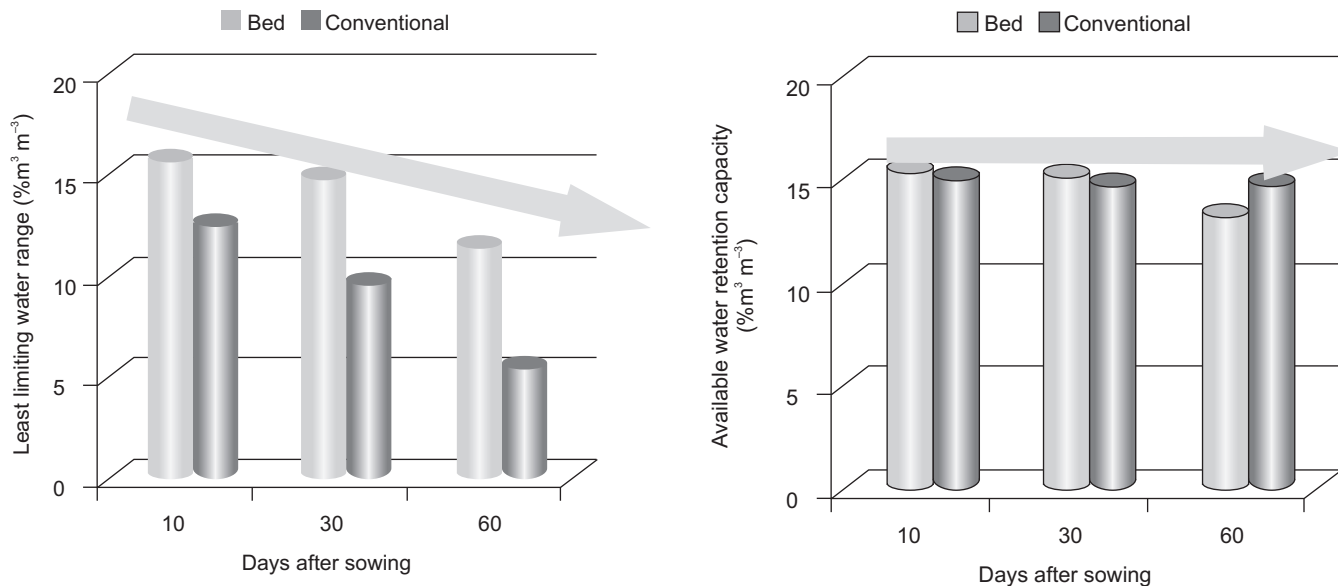 Bed Conventional
20
15
10
5
0
Least limiting water range (%m³ m⁻³)
10 30 60
Days after sowing
Bed Conventional
20
15
10
5
0
Available water retention capacity
(%m³ m⁻³)
10 30 60
Days after sowing